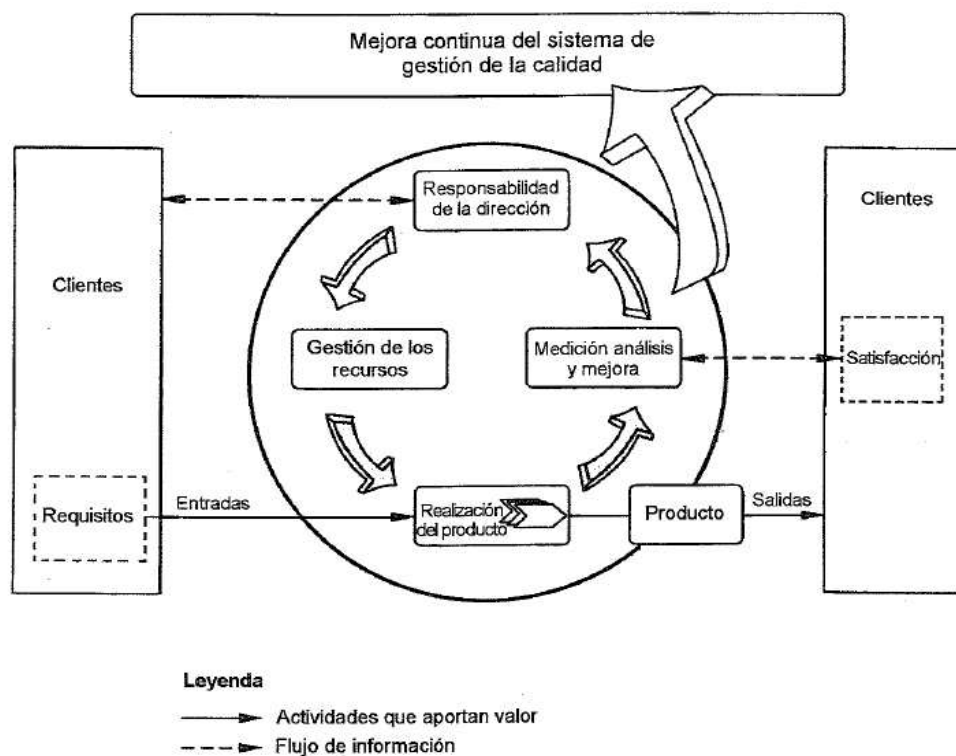 Mejora continua del sistema de
gestión de la calidad
Responsabilidad
de la dirección
Clientes
Clientes
Gestión de los
recursos
Medición análisis
y mejora
Satisfacción
Requisitos
Entradas
Realización
del producto
Producto
Salidas
Leyenda
Actividades que aportan valor
Flujo de información